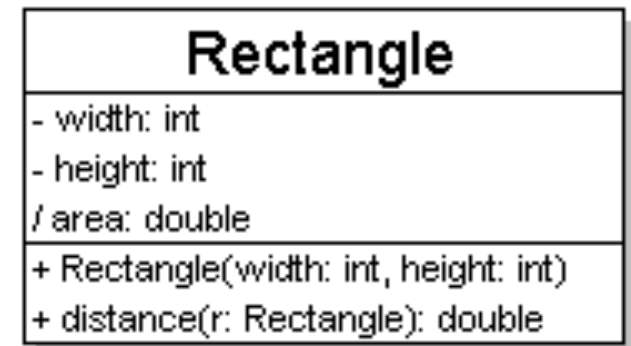 Rectangle
- width: int
- height: int
/ area: double
+ Rectangle(width: int, height: int)
+ distance(r: Rectangle): double